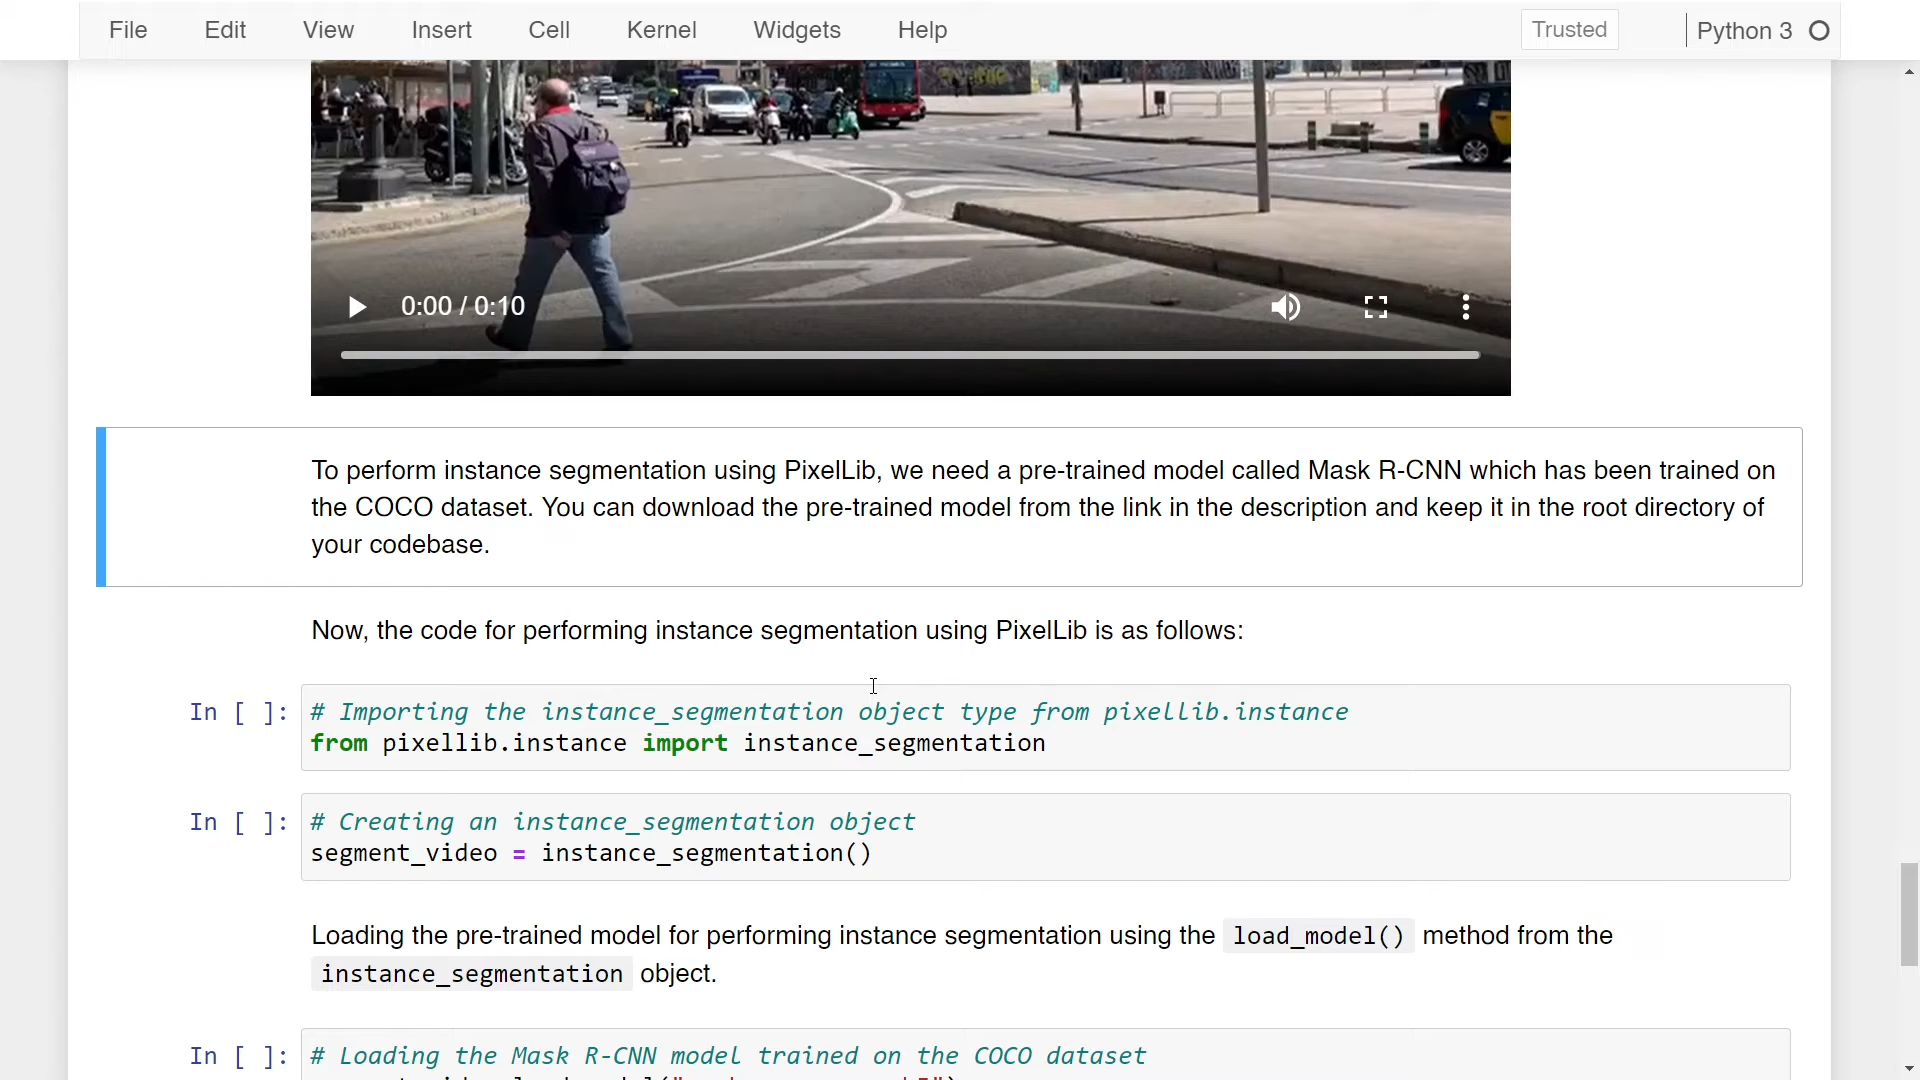 File Edit View Insert Cell Kernel Widgets Help Trusted Python 3
0:00 / 0:10
To perform instance segmentation using PixelLib, we need a pre-trained model called Mask R-CNN which has been trained on
the COCO dataset. You can download the pre-trained model from the link in the description and keep it in the root directory of
your codebase.
Now, the code for performing instance segmentation using PixelLib is as follows:
In [ ]: # Importing the instance_segmentation object type from pixellib.instance
from pixellib.instance import instance_segmentation
In [ ]: # Creating an instance_segmentation object
segment_video = instance_segmentation()
Loading the pre-trained model for performing instance segmentation using the load_model() method from the
instance_segmentation object.
In [ ]: # Loading the Mask R-CNN model trained on the COCO dataset